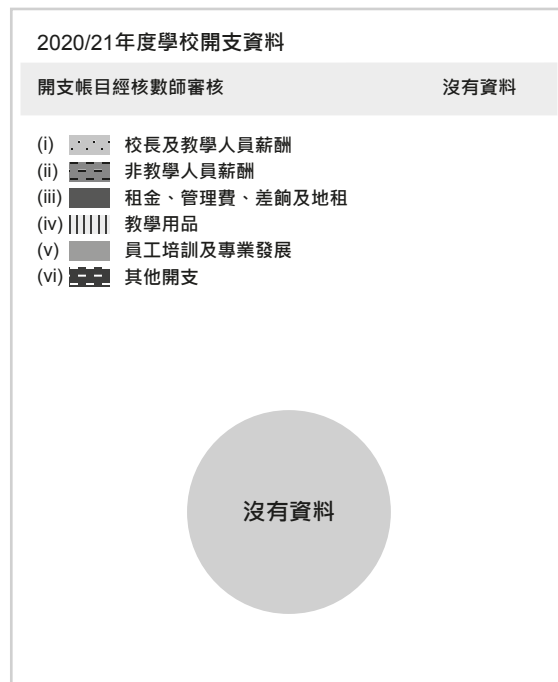 2020/21年度學校開支資料
開支帳目經核數師審核 沒有資料
(i) 校長及教學人員薪酬
(ii) 非教學人員薪酬
(iii) 租金、管理費、差餉及地租
(iv) 教學用品
(v) 員工培訓及專業發展
(vi) 其他開支
沒有資料